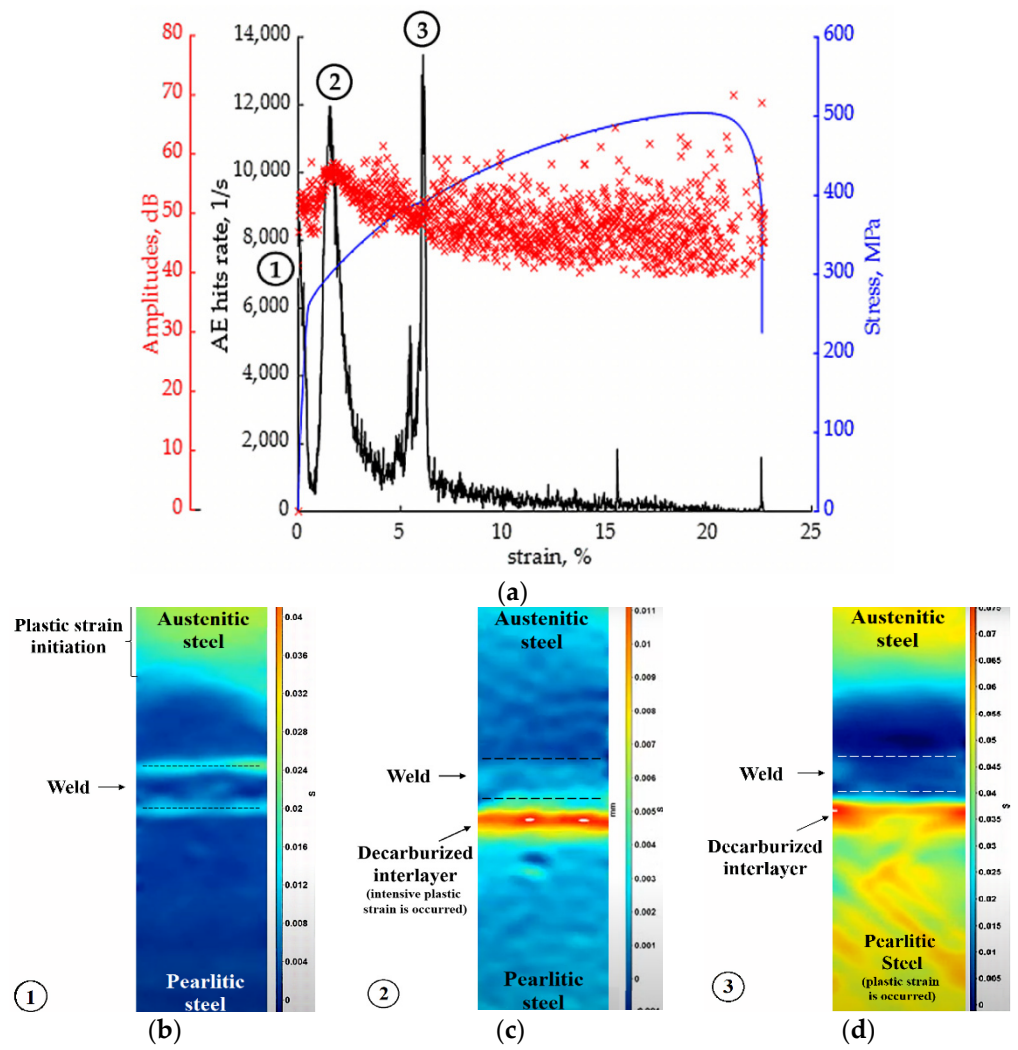 3
80
14,000
600
2
70
12,000
500
60
10,000
400
50
8,000
1
40
300
6,000
30
4,000
200
20
2,000
100
10
0
0
0
0
5
10
15
20
25
Amplitudes, dB
AE hits rate, 1/s
Stress, MPa
strain, %
(a)
Plastic strain
initiation
Austenitic
steel
Weld
Pearlitic
steel
1
0.04
0.036
0.032
0.028
0.024
0.02
0.016
0.012
0.008
0.004
0
s
(b)
Austenitic
steel
Weld
Decarburized
interlayer
(intensive plastic
strain is occurred)
Pearlitic
steel
2
0.011
0.010
0.009
0.008
0.007
0.006
0.005
0.004
0.003
0.002
0.001
0
-0.001
mm
(c)
Austenitic
steel
Weld
Decarburized
interlayer
Pearlitic
Steel
(plastic strain
is occurred)
3
0.075
0.07
0.065
0.06
0.055
0.05
0.045
0.04
0.035
0.03
0.025
0.02
0.015
0.01
0.005
0
s
(d)